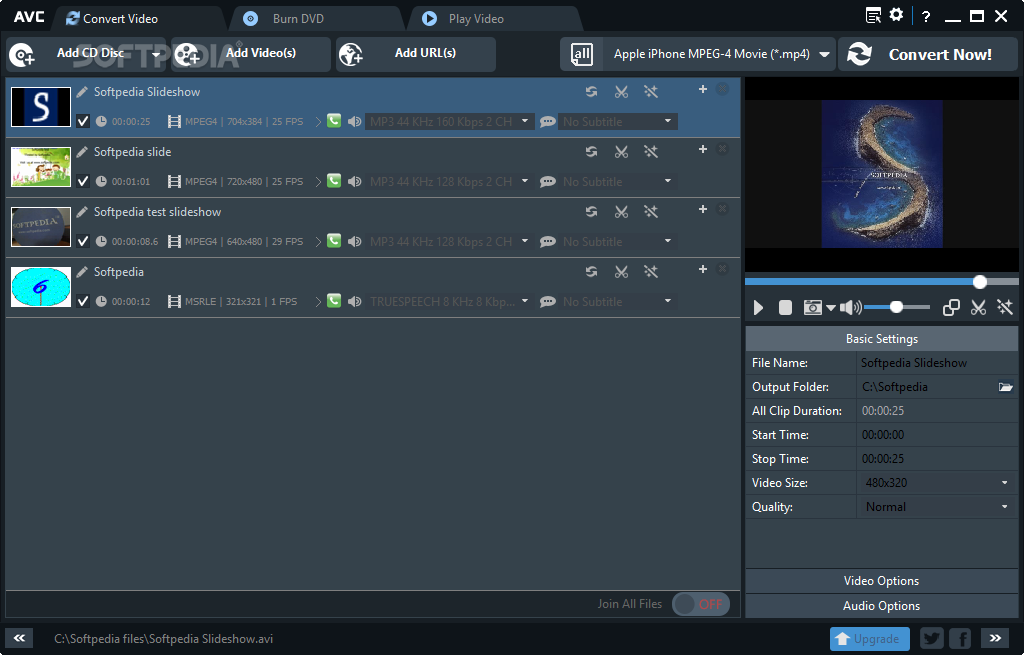 AVC Convert Video Burn DVD Play Video
?
Add CD Disc Add Video(s) Add URL(s) all Apple iPhone MPEG-4 Movie (*.mp4) Convert Now!
SOFTPEDIA
S Softpedia Slideshow
00:00:25 MPEG4 | 704x384 | 25 FPS MP3 44 KHz 160 Kbps 2 CH No Subtitle
Softpedia slide
00:01:01 MPEG4 | 720x480 | 25 FPS MP3 44 KHz 128 Kbps 2 CH No Subtitle
Softpedia test slideshow
SOFTPEDIA
00:00:08.6 MPEG4 | 640x480 | 29 FPS MP3 44 KHz 128 Kbps 2 CH No Subtitle
6 Softpedia
00:00:12 MSRLE | 321x321 | 1 FPS TRUESPEECH 8 KHz 8 Kbp... No Subtitle
SOFTPEDIA
Basic Settings
File Name: Softpedia Slideshow
Output Folder: C:\Softpedia
All Clip Duration: 00:00:25
Start Time: 00:00:00
Stop Time: 00:00:25
Video Size: 480x320
Quality: Normal
Video Options
Audio Options
Join All Files OFF
C:\Softpedia files\Softpedia Slideshow.avi Upgrade